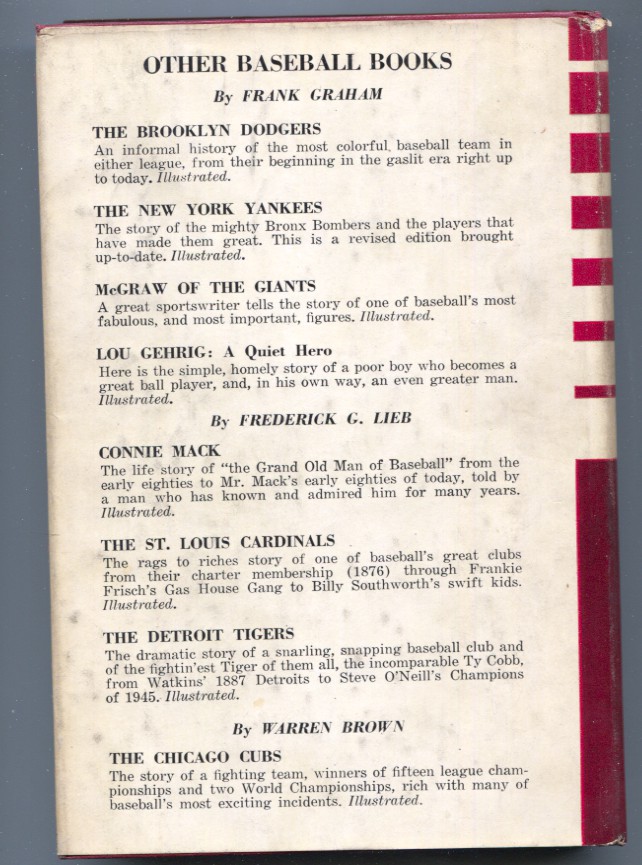 OTHER BASEBALL BOOKS
By FRANK GRAHAM
THE BROOKLYN DODGERS
An informal history of the most colorful baseball team in
either league, from their beginning in the gaslit era right up
to today. Illustrated.
THE NEW YORK YANKEES
The story of the mighty Bronx Bombers and the players that
have made them great. This is a revised edition brought
up-to-date. Illustrated.
McGRAW OF THE GIANTS
A great sportswriter tells the story of one of baseball's most
fabulous, and most important, figures. Illustrated.
LOU GEHRIG: A Quiet Hero
Here is the simple, homely story of a poor boy who becomes a
great ball player, and, in his own way, an even greater man.
Illustrated.
By FREDERICK G. LIEB
CONNIE MACK
The life story of "the Grand Old Man of Baseball" from the
early eighties to Mr. Mack's early eighties of today, told by
a man who has known and admired him for many years.
Illustrated.
THE ST. LOUIS CARDINALS
The rags to riches story of one of baseball's great clubs
from their charter membership (1876) through Frankie
Frisch's Gas House Gang to Billy Southworth's swift kids.
Illustrated.
THE DETROIT TIGERS
The dramatic story of a snarling, snapping baseball club and
of the fightin'est Tiger of them all, the incomparable Ty Cobb,
from Watkins' 1887 Detroits to Steve O'Neill's Champions
of 1945. Illustrated.
By WARREN BROWN
THE CHICAGO CUBS
The story of a fighting team, winners of fifteen league cham-
pionships and two World Championships, rich with many of
baseball's most exciting incidents. Illustrated.